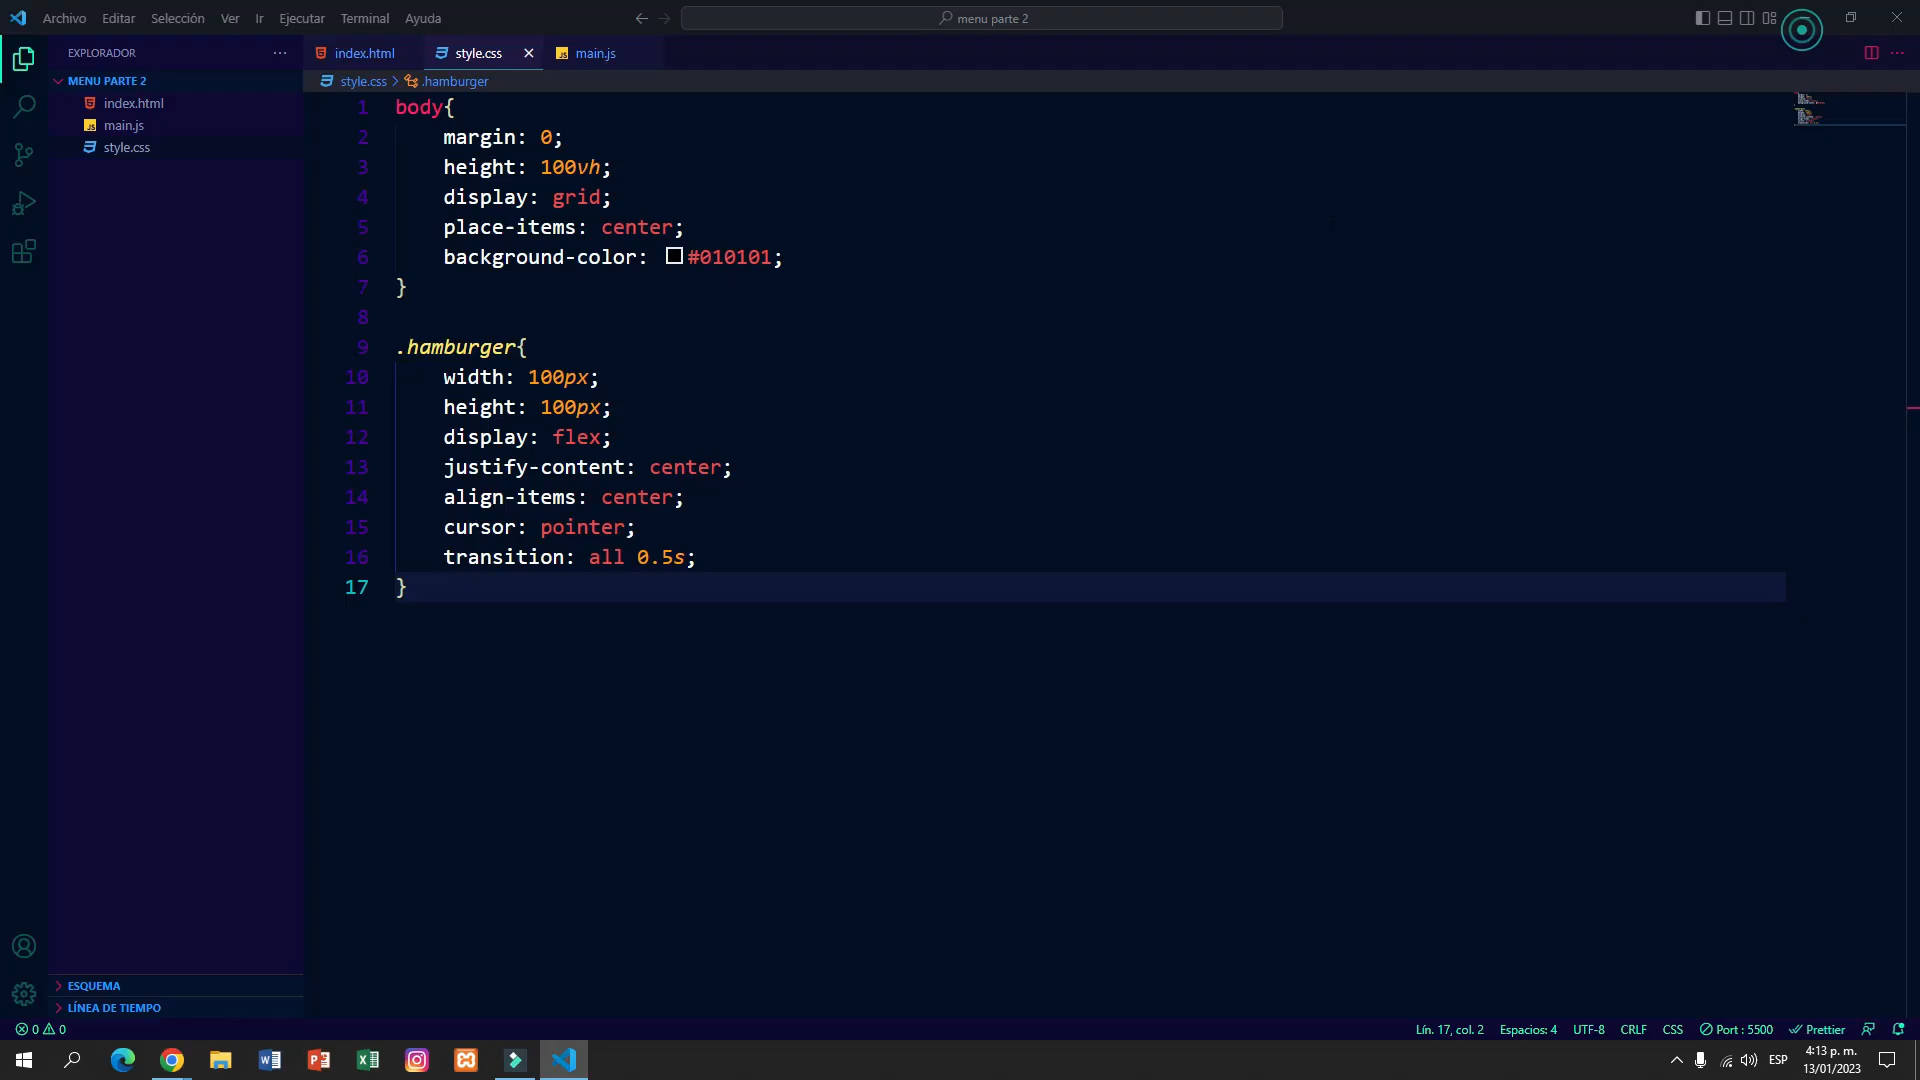 Archivo Editar Selección Ver Ir Ejecutar Terminal Ayuda
menu parte 2
EXPLORADOR
index.html
style.css
main.js
MENU PARTE 2
style.css > .hamburger
index.html
main.js
style.css
1 body{
2 margin: 0;
3 height: 100vh;
4 display: grid;
5 place-items: center;
6 background-color: #010101;
7 }
8
9 .hamburger{
10 width: 100px;
11 height: 100px;
12 display: flex;
13 justify-content: center;
14 align-items: center;
15 cursor: pointer;
16 transition: all 0.5s;
17 }
ESQUEMA
LÍNEA DE TIEMPO
0 0
Lín. 17, col. 2 Espacios: 4 UTF-8 CRLF CSS Port : 5500 Prettier
ESP
4:13 p. m.
13/01/2023